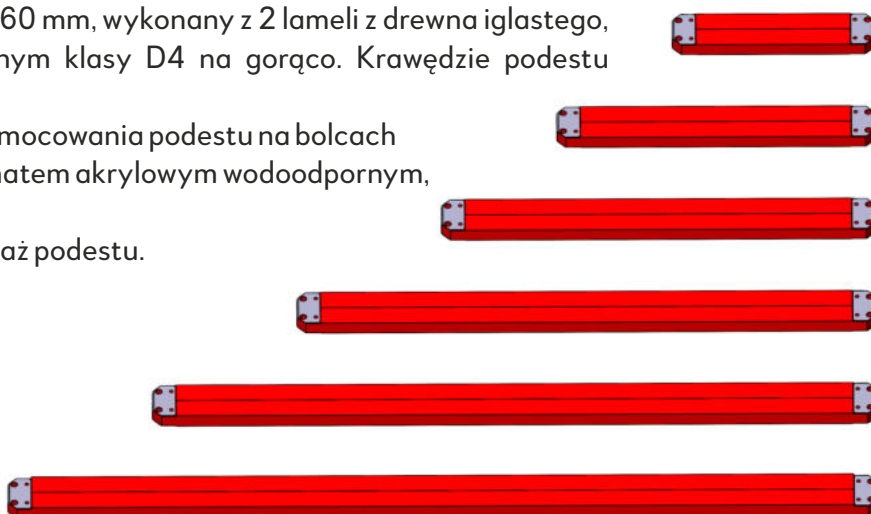 60 mm, wykonany z 2 lameli z drewna iglastego,
nym klasy D4 na gorąco. Krawędzie podestu
mocowania podestu na bolcach
natem akrylowym wodoodpornym,
aż podestu.